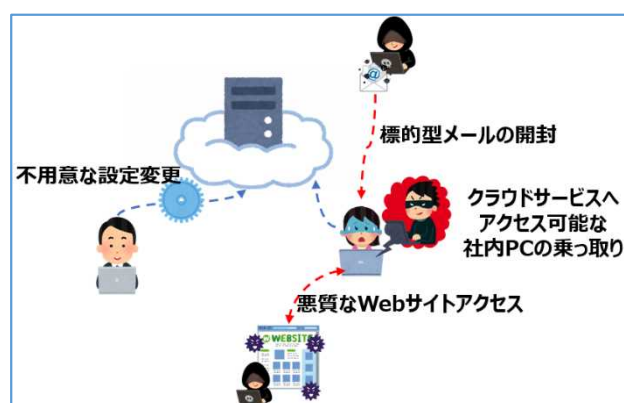 標的型メールの開封
不用意な設定変更
クラウドサービスへ
アクセス可能な
社内PCの乗っ取り
悪質なWebサイトアクセス
WEBSITE